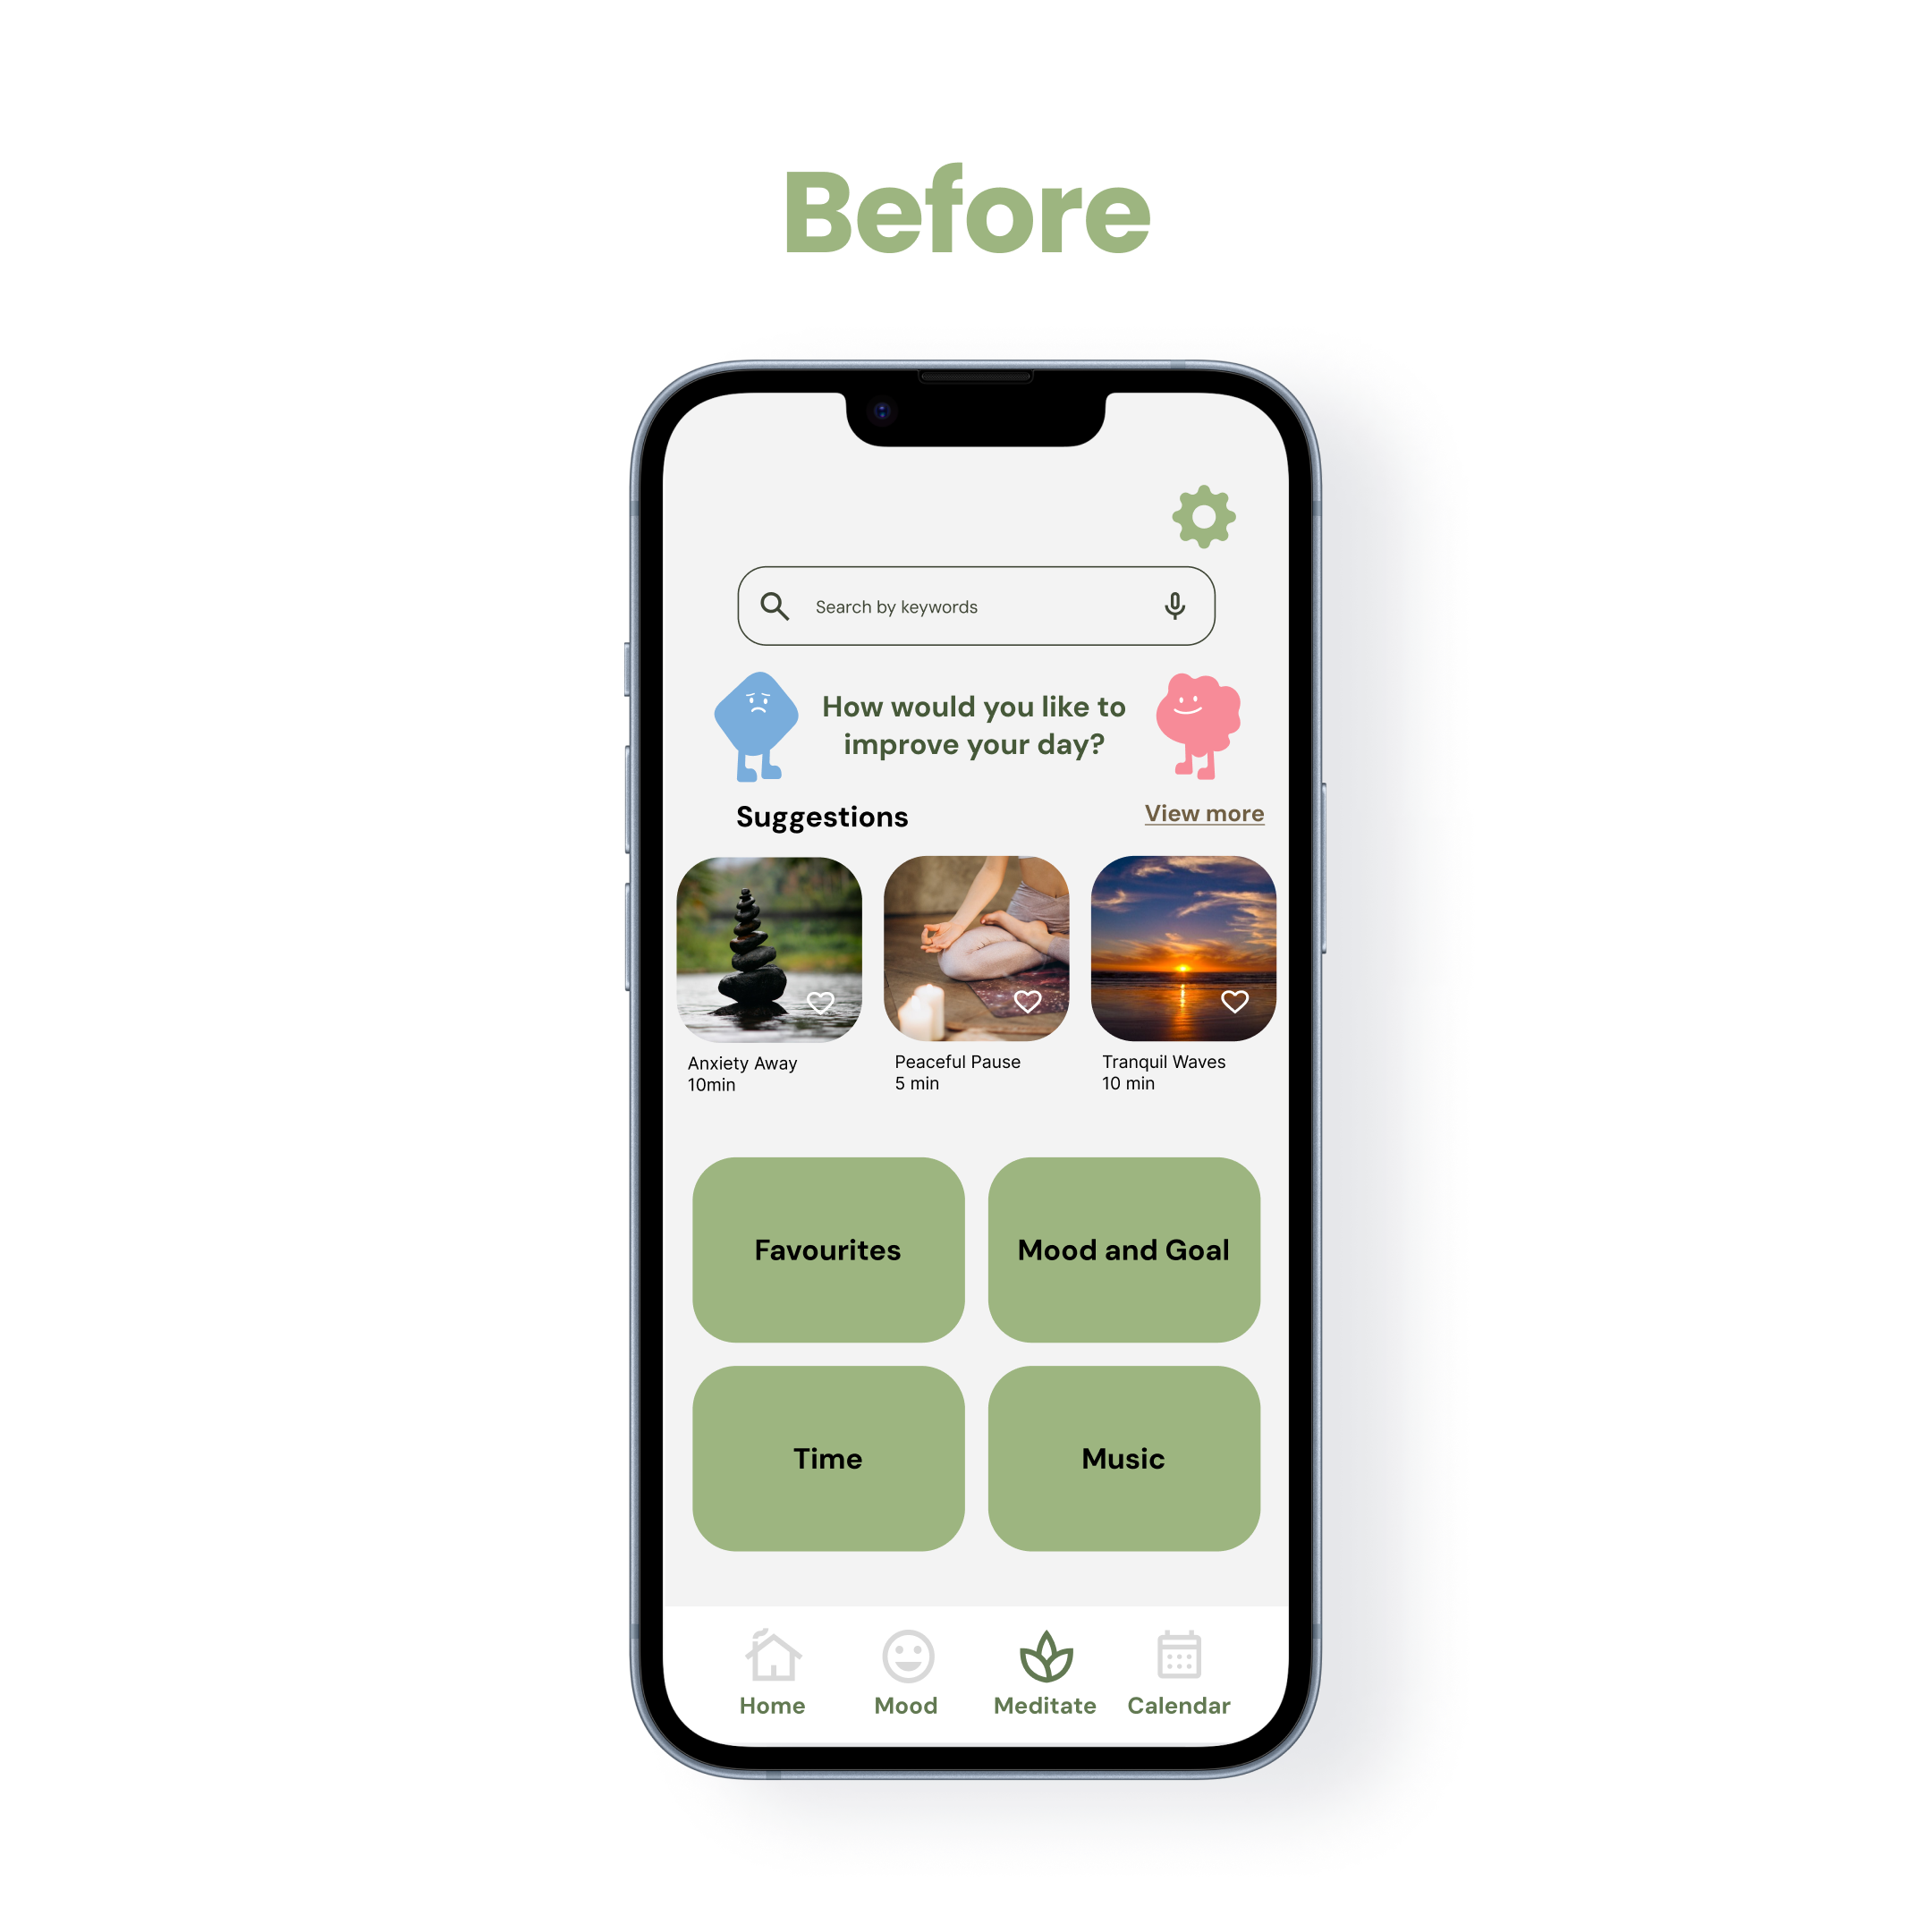 Before
Search by keywords
How would you like to
improve your day?
Suggestions
View more
Anxiety Away
10min
Peaceful Pause
5 min
Tranquil Waves
10 min
Favourites
Mood and Goal
Time
Music
Home
Mood
Meditate
Calendar